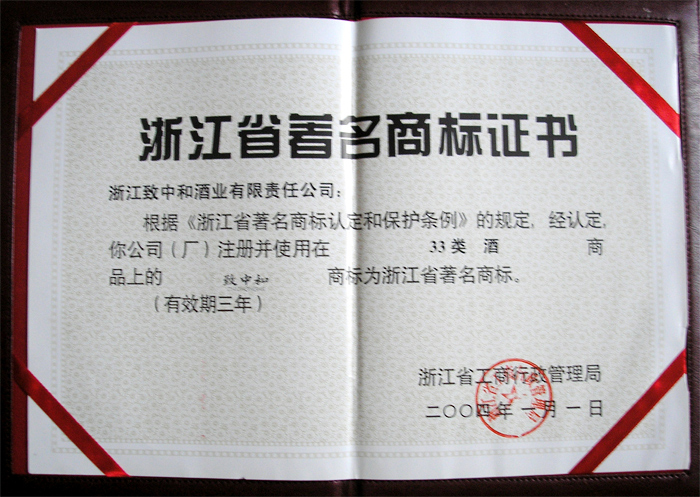 浙江省著名商标证书
浙江致中和酒业有限责任公司：
根据《浙江省著名商标认定和保护条例》的规定，经认定，
你公司（厂）注册并使用在 33类 酒 商
品上的 致中和 商标为浙江省著名商标。
（有效期三年）
浙江省工商行政管理局
二〇〇四年一月一日